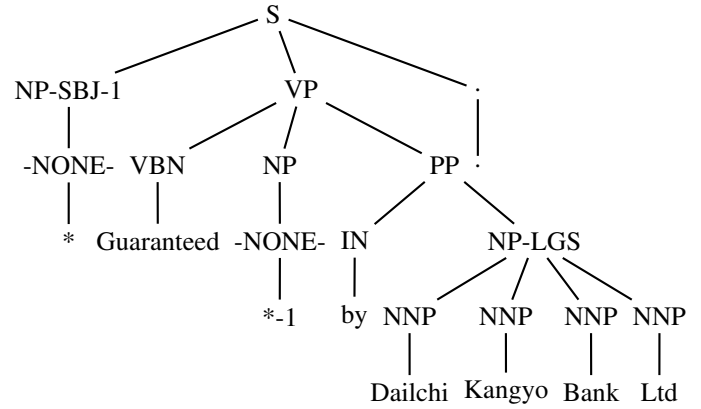 S
NP-SBJ-1 VP .
-NONE- VBN NP PP .
* Guaranteed -NONE- IN NP-LGS
*-1 by NNP NNP NNP NNP
Dailchi Kangyo Bank Ltd